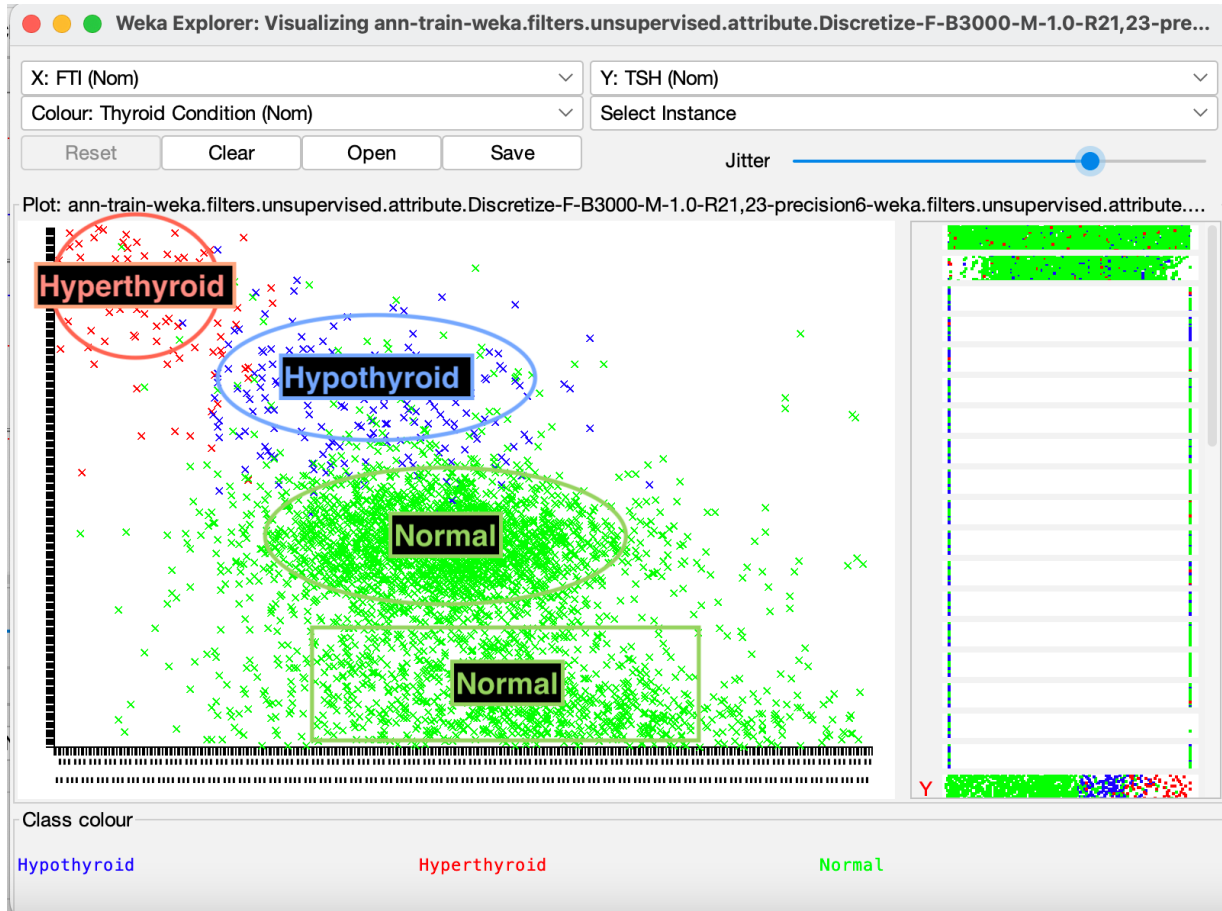 Weka Explorer: Visualizing ann-train-weka.filters.unsupervised.attribute.Discretize-F-B3000-M-1.0-R21,23-pre...
X: FTI (Nom)
Y: TSH (Nom)
Colour: Thyroid Condition (Nom)
Select Instance
Reset
Clear
Open
Save
Jitter
Plot: ann-train-weka.filters.unsupervised.attribute.Discretize-F-B3000-M-1.0-R21,23-precision6-weka.filters.unsupervised.attribute....
Hyperthyroid
Hypothyroid
Normal
Normal
Y
Class colour
Hypothyroid
Hyperthyroid
Normal